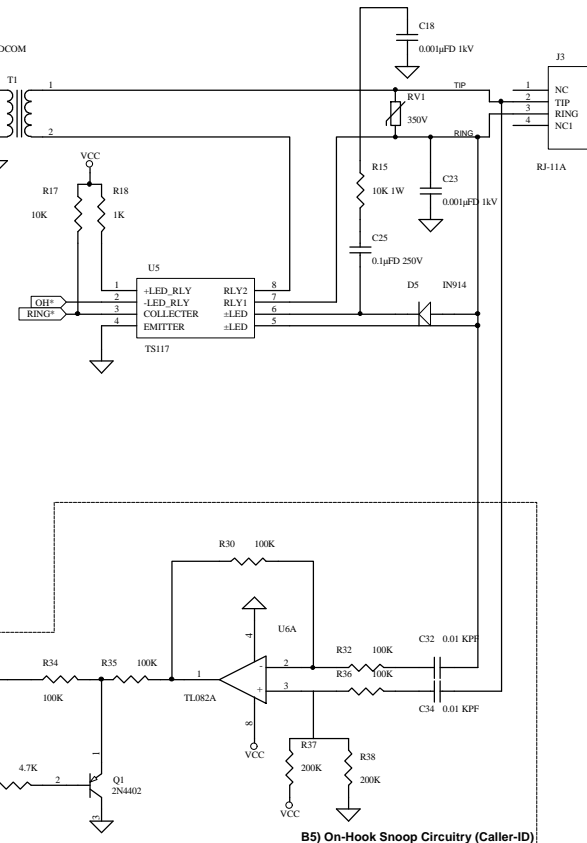 C18
0.001µFD 1kV
DCOM
T1
1
2
RV1
350V
TIP
RING
J3
1 NC
2 TIP
3 RING
4 NC1
RJ-11A
VCC
R17
10K
R18
1K
R15
10K 1W
C23
0.001µFD 1kV
C25
0.1µFD 250V
U5
D5 IN914
OH*
RING*
1 +LED_RLY RLY2 8
2 -LED_RLY RLY1 7
3 COLLECTER ±LED 6
4 EMITTER ±LED 5
TS117
R30 100K
U6A
4
R34
100K
R35 100K
1
TL082A
- 2
+ 3
8
VCC
R32 100K
R36 100K
C32 0.01 KPF
C34 0.01 KPF
R37
200K
R38
200K
VCC
4.7K
2
1
3
Q1
2N4402
B5) On-Hook Snoop Circuitry (Caller-ID)